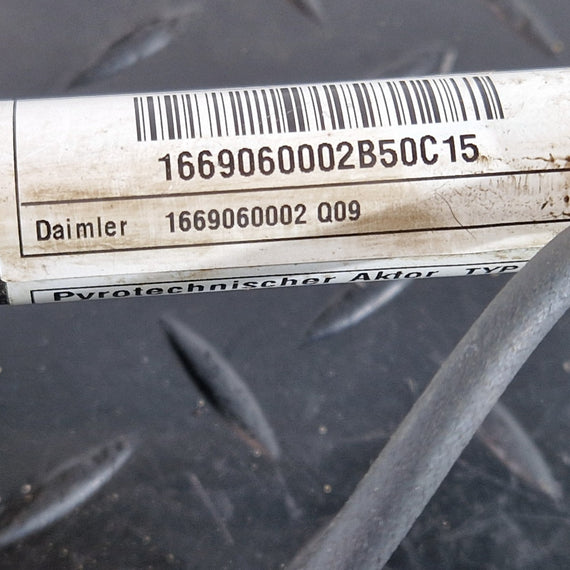 1669060002B50C15
Daimler 1669060002 Q09
Pyrotechnischer Aktor TYP